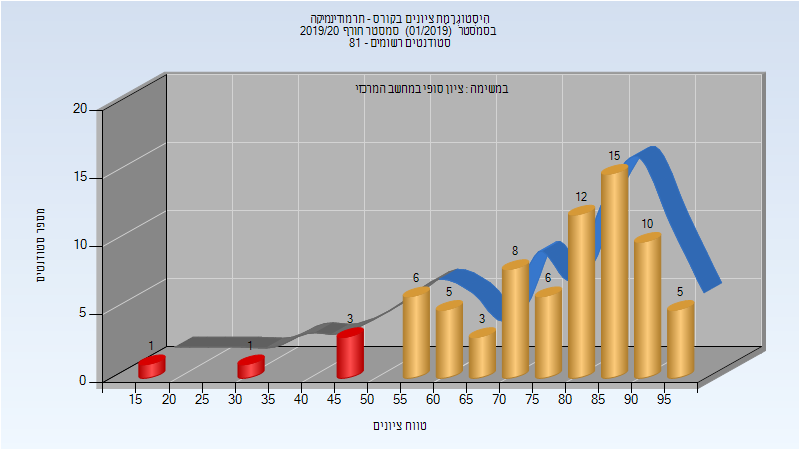 היסטוגרמת ציונים בקורס - תרמודינמיקה
בסמסטר (01/2019) סמסטר חורף 2019/20
סטודנטים רשומים - 81
במשימה : ציון סופי במחשב המרכזי
מספר סטודנטים
20
15
10
5
0
1
1
3
6
5
3
8
6
12
15
10
5
15 20 25 30 35 40 45 50 55 60 65 70 75 80 85 90 95
טווח ציונים